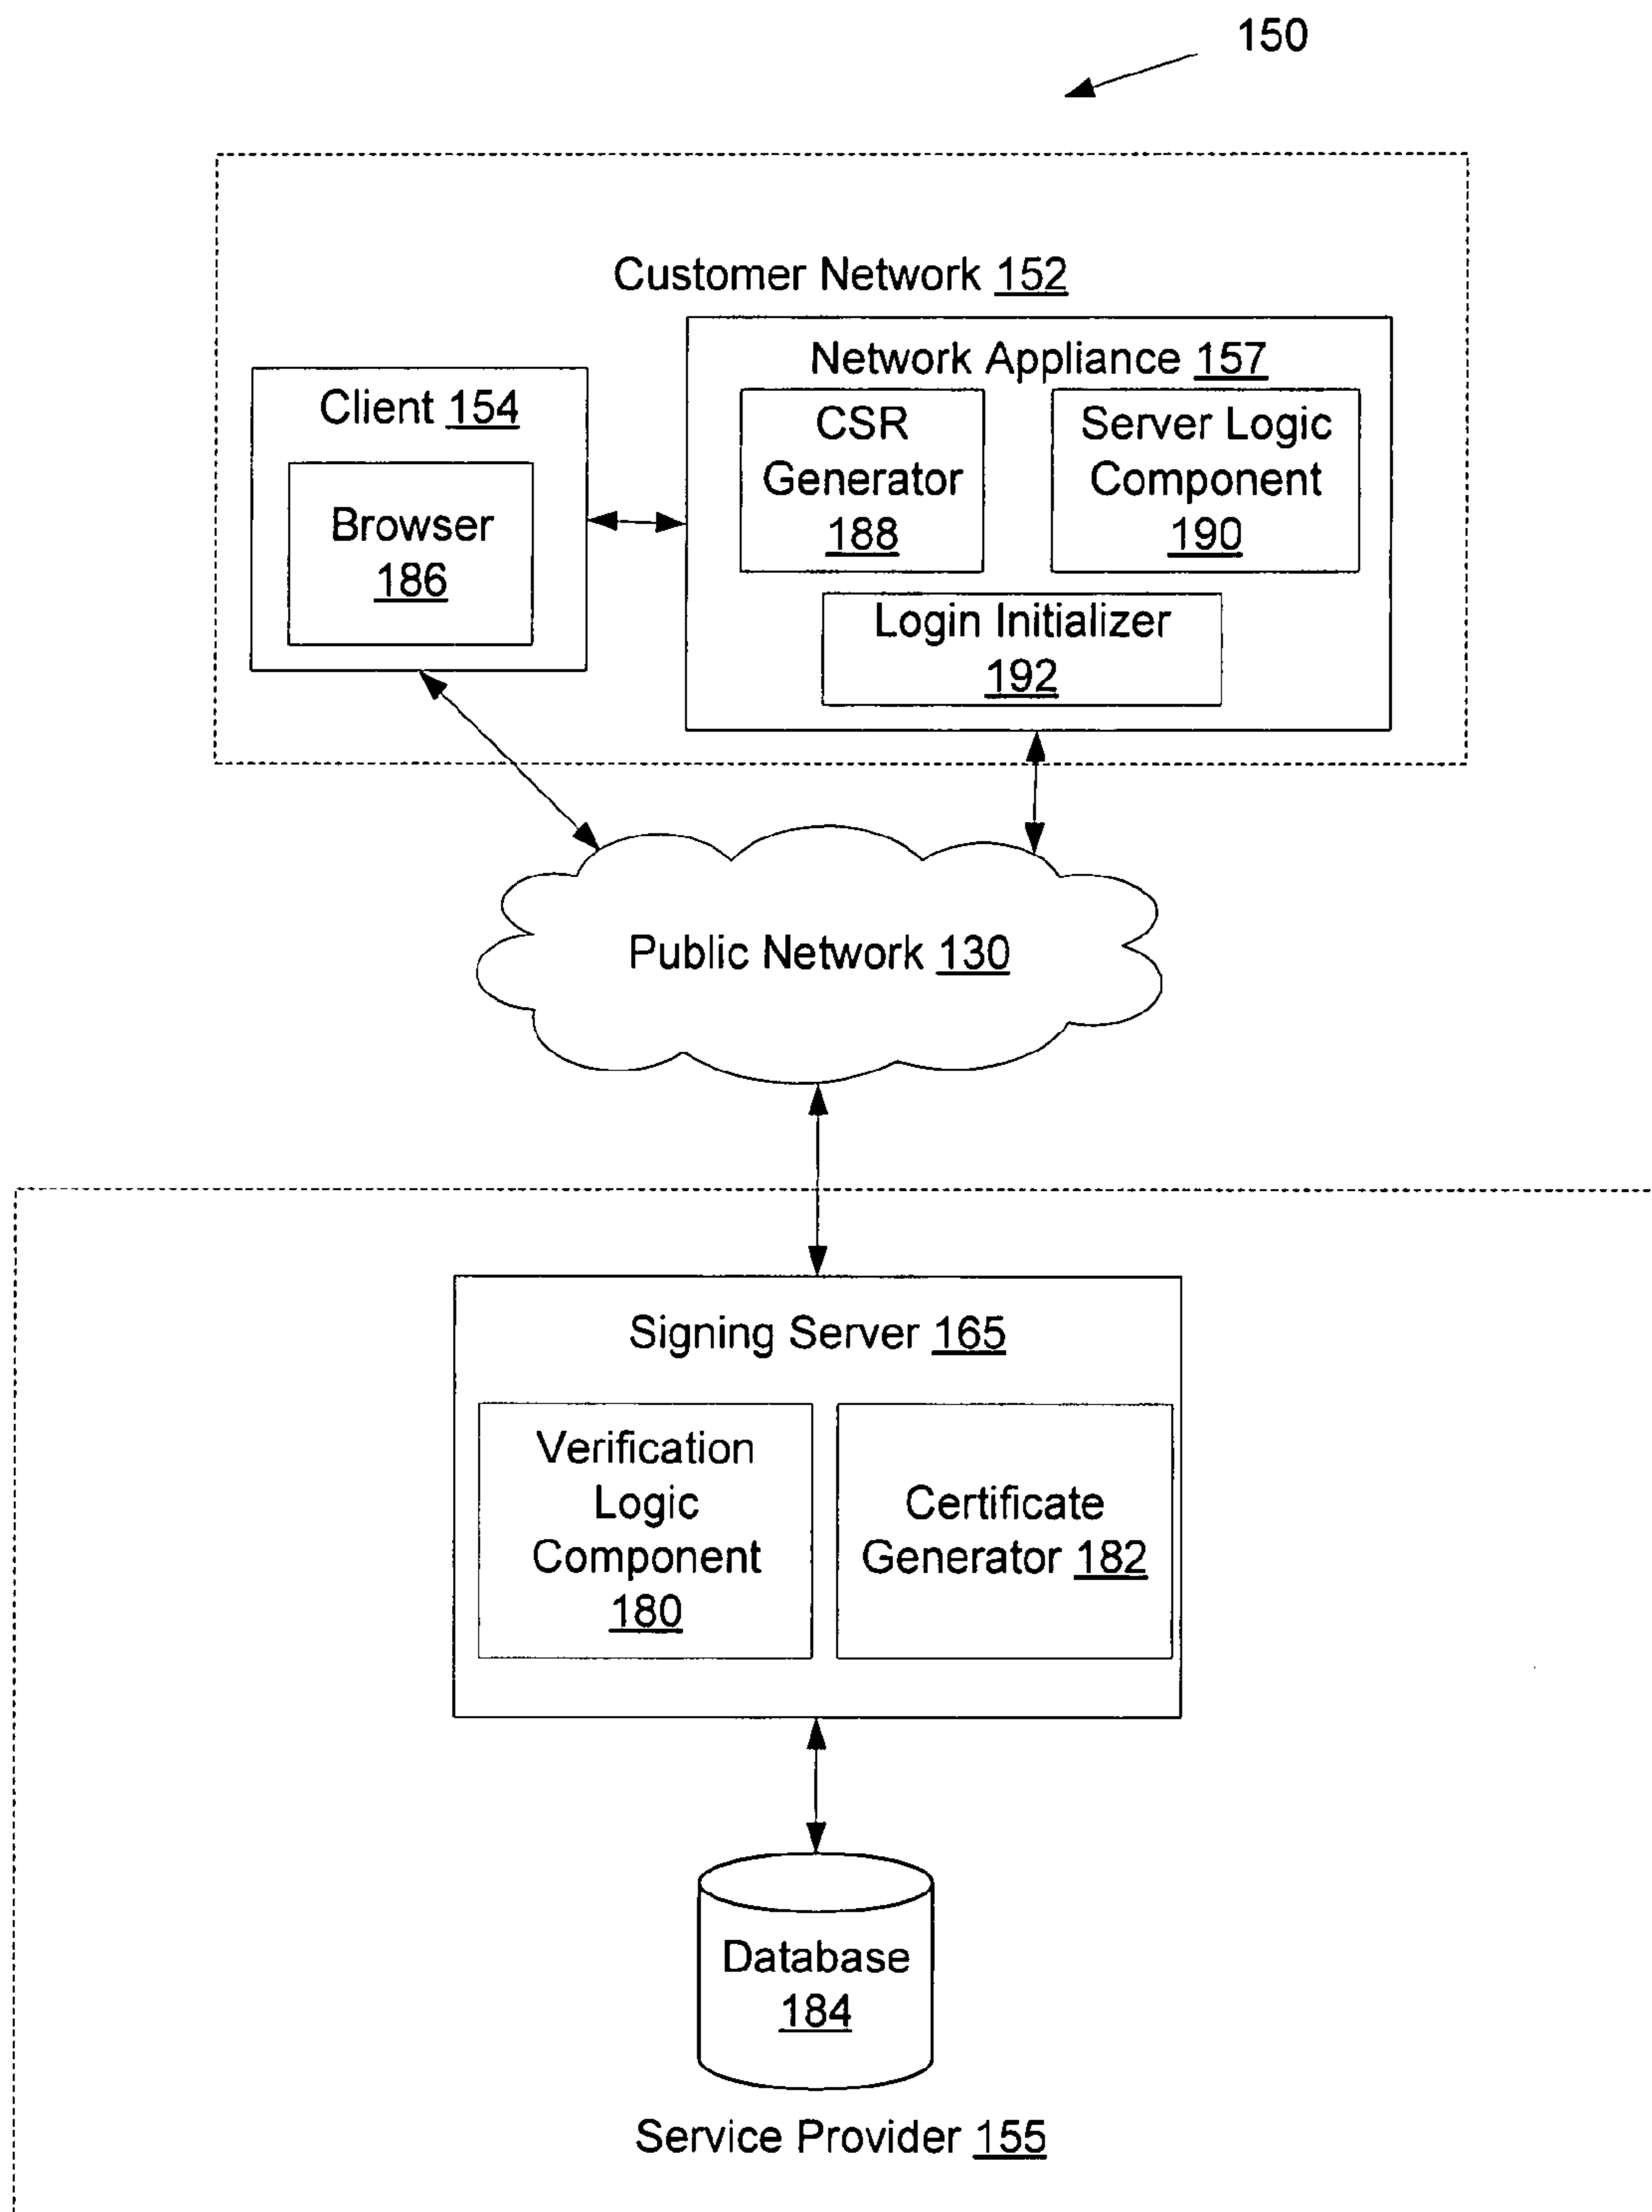 150
Customer Network 152
Network Appliance 157
Client 154
Browser
186
CSR
Generator
188
Server Logic
Component
190
Login Initializer
192
Public Network 130
Signing Server 165
Verification
Logic
Component
180
Certificate
Generator 182
Database
184
Service Provider 155